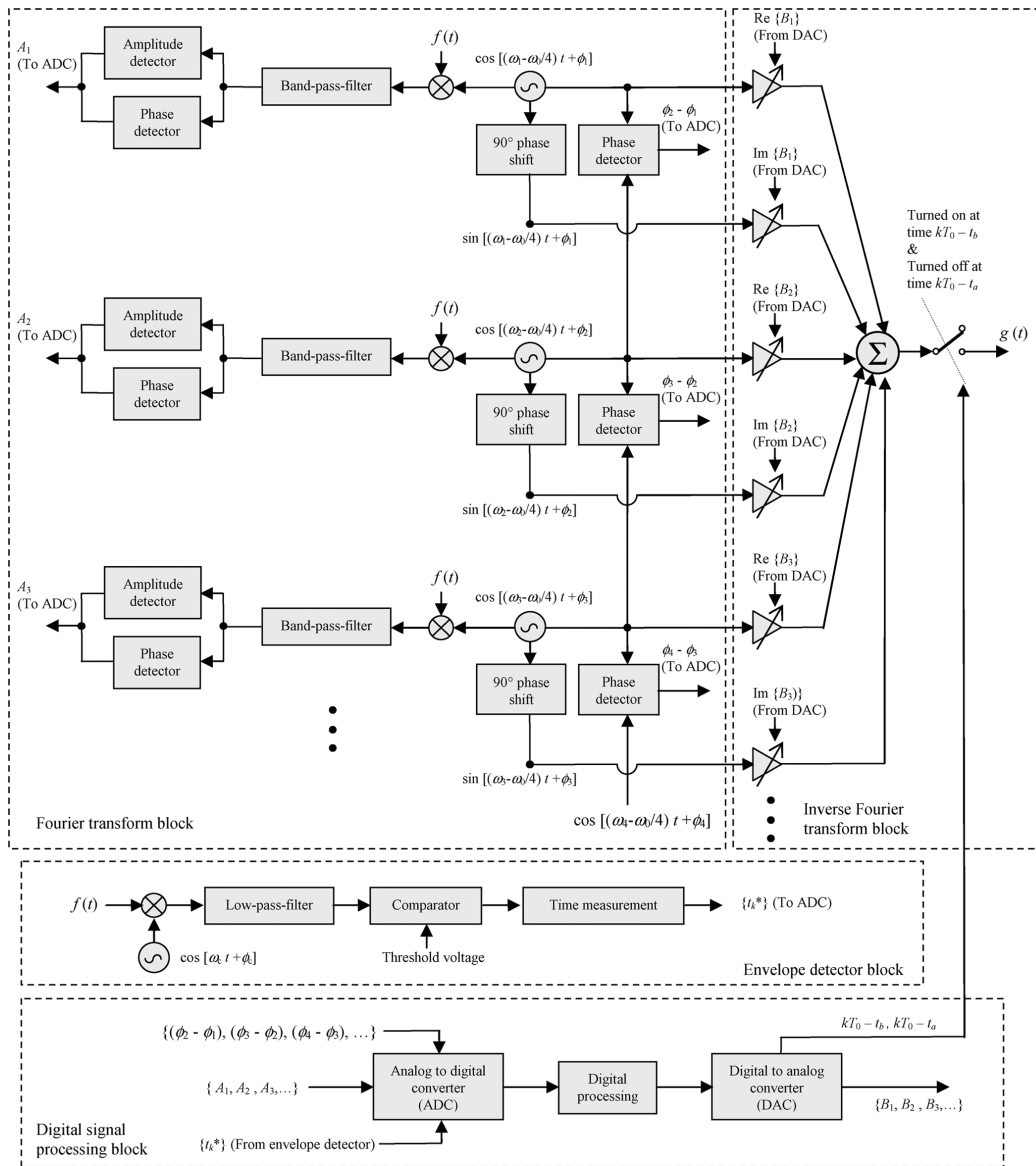 A₁
(To ADC)
Amplitude
detector
Phase
detector
Band-pass-filter
f(t)
cos [(ω₁-ω₀/4) t +ϕ₁]
90° phase
shift
Phase
detector
ϕ₂ - ϕ₁
(To ADC)
sin [(ω₁-ω₀/4) t +ϕ₁]
Re {B₁}
(From DAC)
Im {B₁}
(From DAC)
A₂
(To ADC)
Amplitude
detector
Phase
detector
Band-pass-filter
f(t)
cos [(ω₂-ω₀/4) t +ϕ₂]
90° phase
shift
Phase
detector
ϕ₃ - ϕ₂
(To ADC)
sin [(ω₂-ω₀/4) t +ϕ₂]
Re {B₂}
(From DAC)
Im {B₂}
(From DAC)
A₃
(To ADC)
Amplitude
detector
Phase
detector
Band-pass-filter
f(t)
cos [(ω₃-ω₀/4) t +ϕ₃]
90° phase
shift
Phase
detector
ϕ₄ - ϕ₃
(To ADC)
sin [(ω₃-ω₀/4) t +ϕ₃]
cos [(ω₄-ω₀/4) t +ϕ₄]
Re {B₃}
(From DAC)
Im {B₃)}
(From DAC)
Σ
Turned on at
time kT₀ – t_b
&
Turned off at
time kT₀ – tₐ
g (t)
Fourier transform block
Inverse Fourier
transform block
f(t)
Low-pass-filter
Comparator
Time measurement
{tₖ*} (To ADC)
cos [ω_c t +ϕ_c]
Threshold voltage
Envelope detector block
kT₀ – t_b , kT₀ – tₐ
{(ϕ₂ - ϕ₁), (ϕ₃ - ϕ₂), (ϕ₄ - ϕ₃), …}
{ A₁, A₂ , A₃,…}
{tₖ*} (From envelope detector)
Analog to digital
converter
(ADC)
Digital
processing
Digital to analog
converter
(DAC)
{B₁, B₂ , B₃,…}
Digital signal
processing block